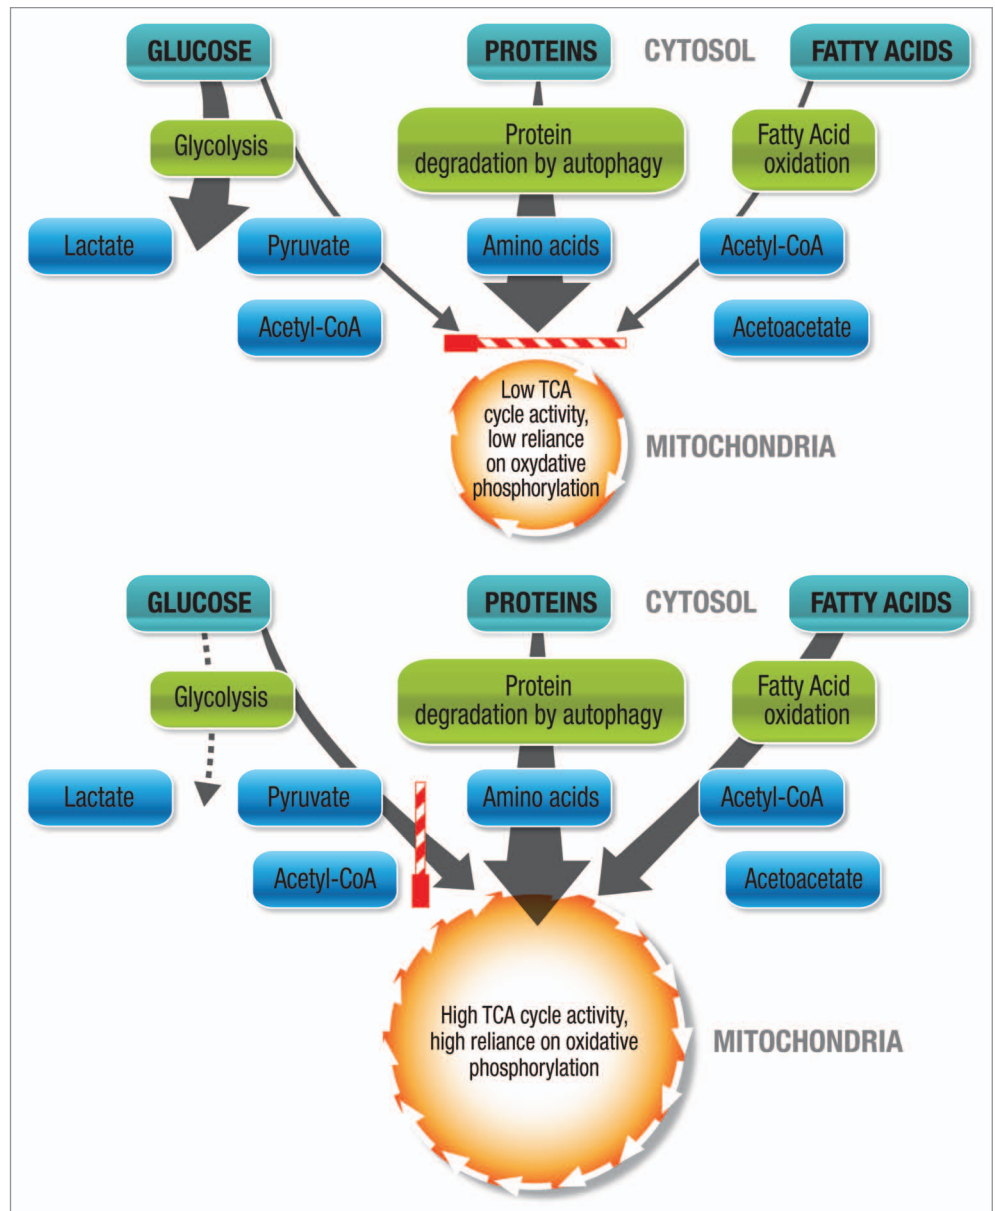 GLUCOSE
PROTEINS
CYTOSOL
FATTY ACIDS
Glycolysis
Protein
degradation by autophagy
Fatty Acid
oxidation
Lactate
Pyruvate
Amino acids
Acetyl-CoA
Acetyl-CoA
Acetoacetate
Low TCA
cycle activity,
low reliance
on oxydative
phosphorylation
MITOCHONDRIA
GLUCOSE
PROTEINS
CYTOSOL
FATTY ACIDS
Glycolysis
Protein
degradation by autophagy
Fatty Acid
oxidation
Lactate
Pyruvate
Amino acids
Acetyl-CoA
Acetyl-CoA
Acetoacetate
High TCA cycle activity,
high reliance on oxidative
phosphorylation
MITOCHONDRIA